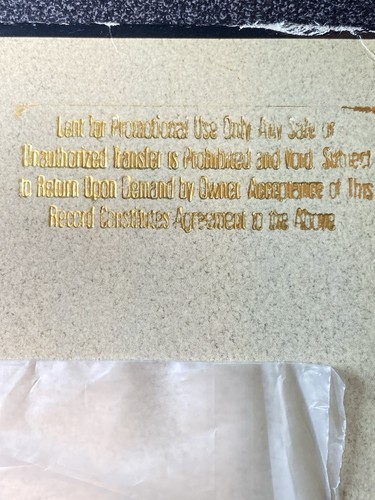 Lent for Promotional Use Only. Any Sale or
Unauthorized Transfer is Prohibited and Void. Subject
to Return Upon Demand by Owner. Acceptance of This
Record Constitutes Agreement to the Above.